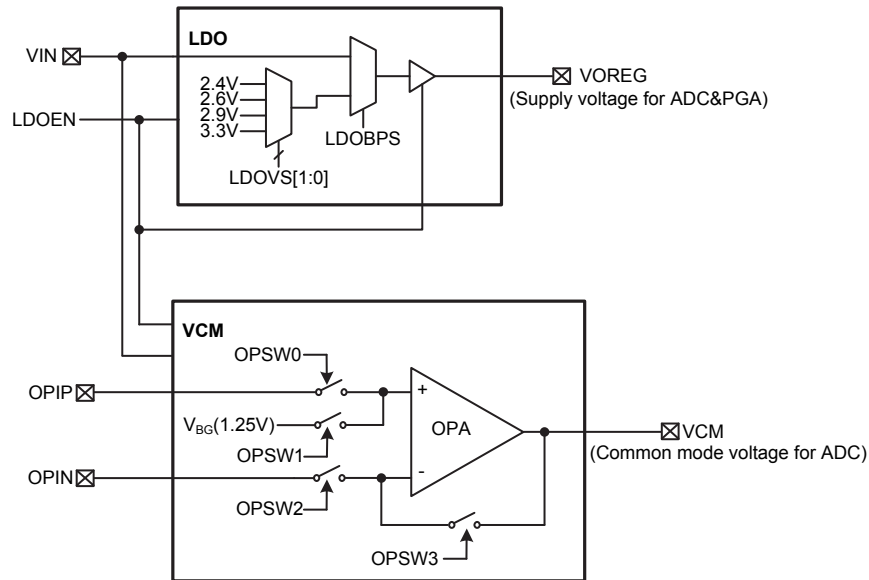 LDO
VIN
2.4V
2.6V
2.9V
3.3V
LDOEN
LDOVS[1:0]
LDOBPS
VOREG
(Supply voltage for ADC&PGA)
VCM
OPSW0
OPIP
+
VBG(1.25V)
OPSW1
OPA
OPIN
-
OPSW2
OPSW3
VCM
(Common mode voltage for ADC)